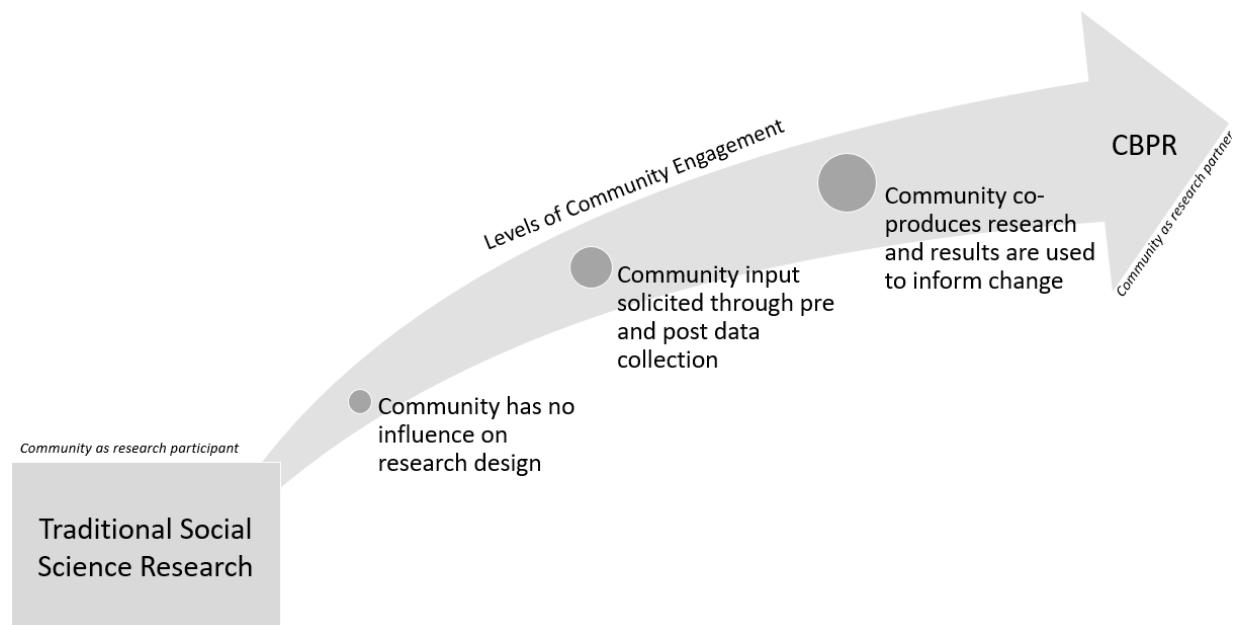 Levels of Community Engagement
CBPR
Community as research partner
Community co-
produces research
and results are used
to inform change
Community input
solicited through pre
and post data
collection
Community has no
influence on
research design
Community as research participant
Traditional Social
Science Research